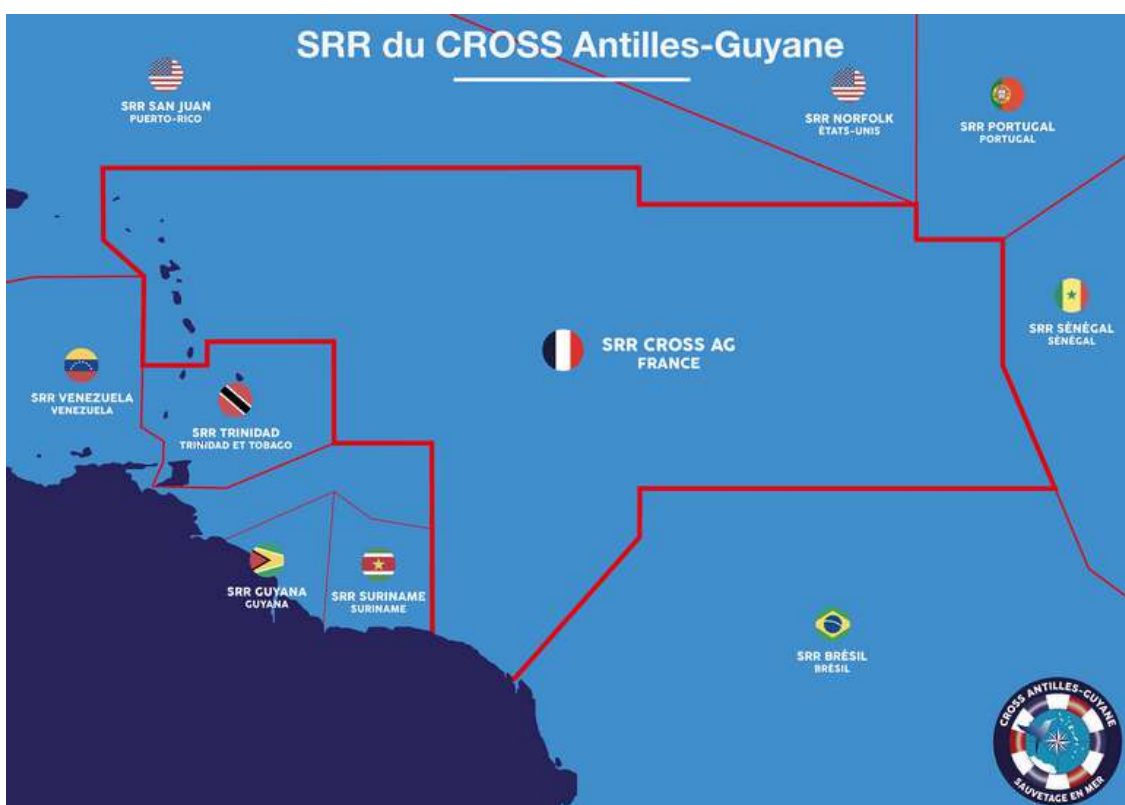 SRR du CROSS Antilles-Guyane
SRR SAN JUAN
PUERTO-RICO
SRR NORFOLK
ÉTATS-UNIS
SRR PORTUGAL
PORTUGAL
SRR SÉNÉGAL
SÉNÉGAL
SRR CROSS AG
FRANCE
SRR VENEZUELA
VENEZUELA
SRR TRINIDAD
TRINIDAD ET TOBAGO
SRR GUYANA
GUYANA
SRR SURINAME
SURINAME
SRR BRÉSIL
BRÉSIL
CROSS ANTILLES-GUYANE
SAUVETAGE EN MER